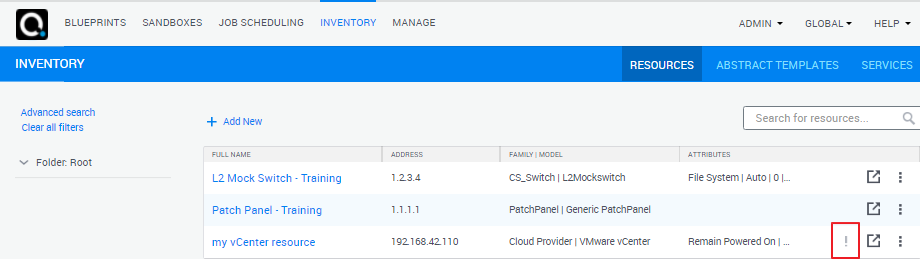 BLUEPRINTS SANDBOXES JOB SCHEDULING INVENTORY MANAGE ADMIN GLOBAL HELP
INVENTORY RESOURCES ABSTRACT TEMPLATES SERVICES
Advanced search
Clear all filters
Folder: Root
+ Add New
Search for resources...
FULL NAME ADDRESS FAMILY | MODEL ATTRIBUTES
L2 Mock Switch - Training 1.2.3.4 CS_Switch | L2Mockswitch File System | Auto | 0 |...
Patch Panel - Training 1.1.1.1 PatchPanel | Generic PatchPanel
my vCenter resource 192.168.42.110 Cloud Provider | VMware vCenter Remain Powered On | ... !